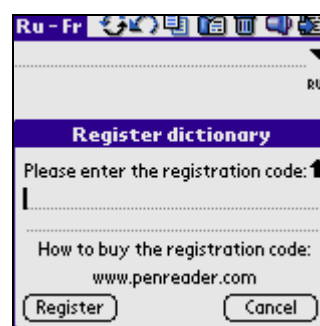 Ru - Fr
RU
Register dictionary
Please enter the registration code:
How to buy the registration code:
www.penreader.com
Register
Cancel